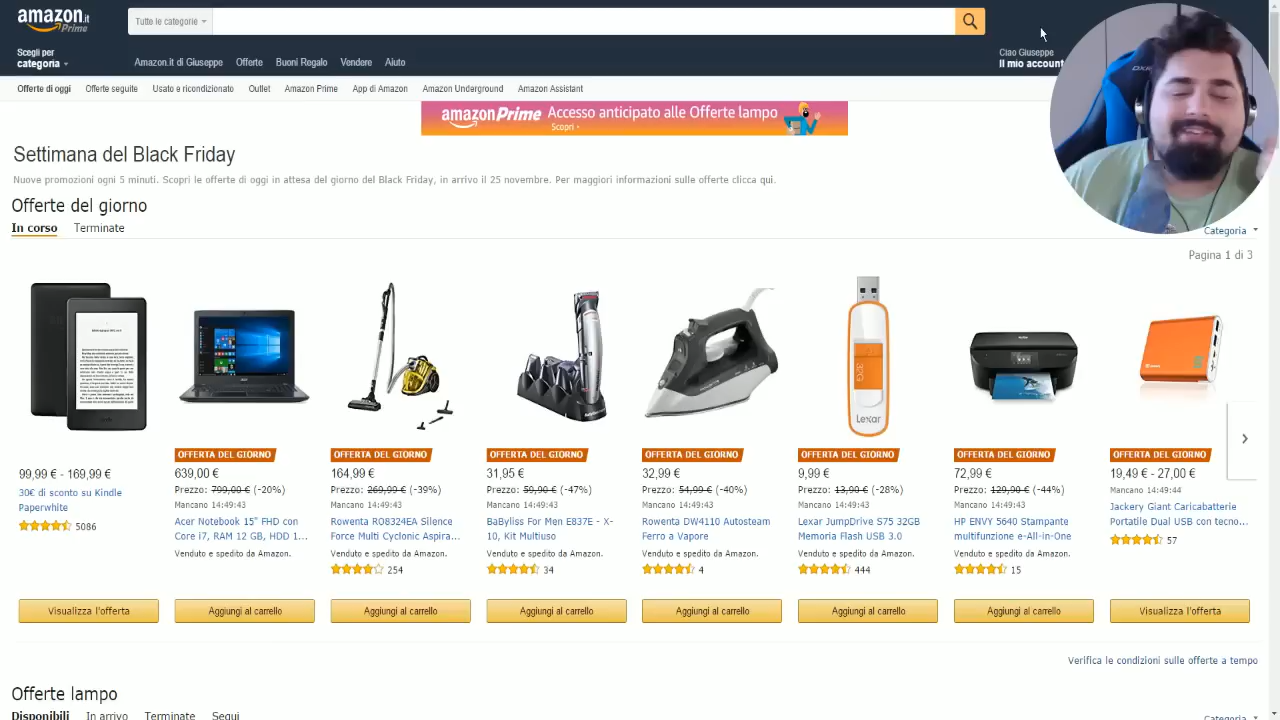 amazon.it
Prime
Tutte le categorie
Scegli per
categoria
Amazon.it di Giuseppe Offerte Buoni Regalo Vendere Aiuto
Ciao Giuseppe
Il mio account
Offerte di oggi Offerte seguite Usato e ricondizionato Outlet Amazon Prime App di Amazon Amazon Underground Amazon Assistant
amazonPrime Accesso anticipato alle Offerte lampo
Scopri ›
Settimana del Black Friday
Nuove promozioni ogni 5 minuti. Scopri le offerte di oggi in attesa del giorno del Black Friday, in arrivo il 25 novembre. Per maggiori informazioni sulle offerte clicca qui.
Offerte del giorno
In corso Terminate
Categoria
Pagina 1 di 3
99,99 € - 169,99 €
30€ di sconto su Kindle
Paperwhite
5086
Visualizza l'offerta
OFFERTA DEL GIORNO
639,00 €
Prezzo: 799,00 € (-20%)
Mancano 14:49:43
Acer Notebook 15" FHD con
Core i7, RAM 12 GB, HDD 1...
Venduto e spedito da Amazon.
Aggiungi al carrello
OFFERTA DEL GIORNO
164,99 €
Prezzo: 269,99 € (-39%)
Mancano 14:49:43
Rowenta RO8324EA Silence
Force Multi Cyclonic Aspira...
Venduto e spedito da Amazon.
254
Aggiungi al carrello
OFFERTA DEL GIORNO
31,95 €
Prezzo: 59,90 € (-47%)
Mancano 14:49:43
BaByliss For Men E837E - X-
10, Kit Multiuso
Venduto e spedito da Amazon.
34
Aggiungi al carrello
OFFERTA DEL GIORNO
32,99 €
Prezzo: 54,99 € (-40%)
Mancano 14:49:43
Rowenta DW4110 Autosteam
Ferro a Vapore
Venduto e spedito da Amazon.
4
Aggiungi al carrello
32G
Lexar
OFFERTA DEL GIORNO
9,99 €
Prezzo: 13,90 € (-28%)
Mancano 14:49:43
Lexar JumpDrive S75 32GB
Memoria Flash USB 3.0
Venduto e spedito da Amazon.
444
Aggiungi al carrello
OFFERTA DEL GIORNO
72,99 €
Prezzo: 129,90 € (-44%)
Mancano 14:49:43
HP ENVY 5640 Stampante
multifunzione e-All-in-One
Venduto e spedito da Amazon.
15
Aggiungi al carrello
OFFERTA DEL GIORNO
19,49 € - 27,00 €
Mancano 14:49:44
Jackery Giant Caricabatterie
Portatile Dual USB con tecno...
57
Visualizza l'offerta
Verifica le condizioni sulle offerte a tempo
Offerte lampo
Disponibili In arrivo Terminate Segui
Categoria